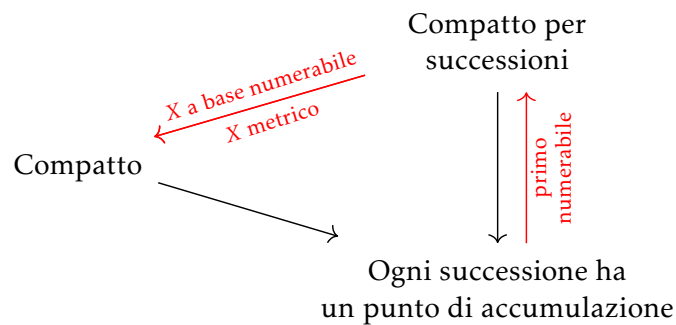 Compatto per
successioni
X a base numerabile
X metrico
primo
numerabile
Compatto
Ogni successione ha
un punto di accumulazione